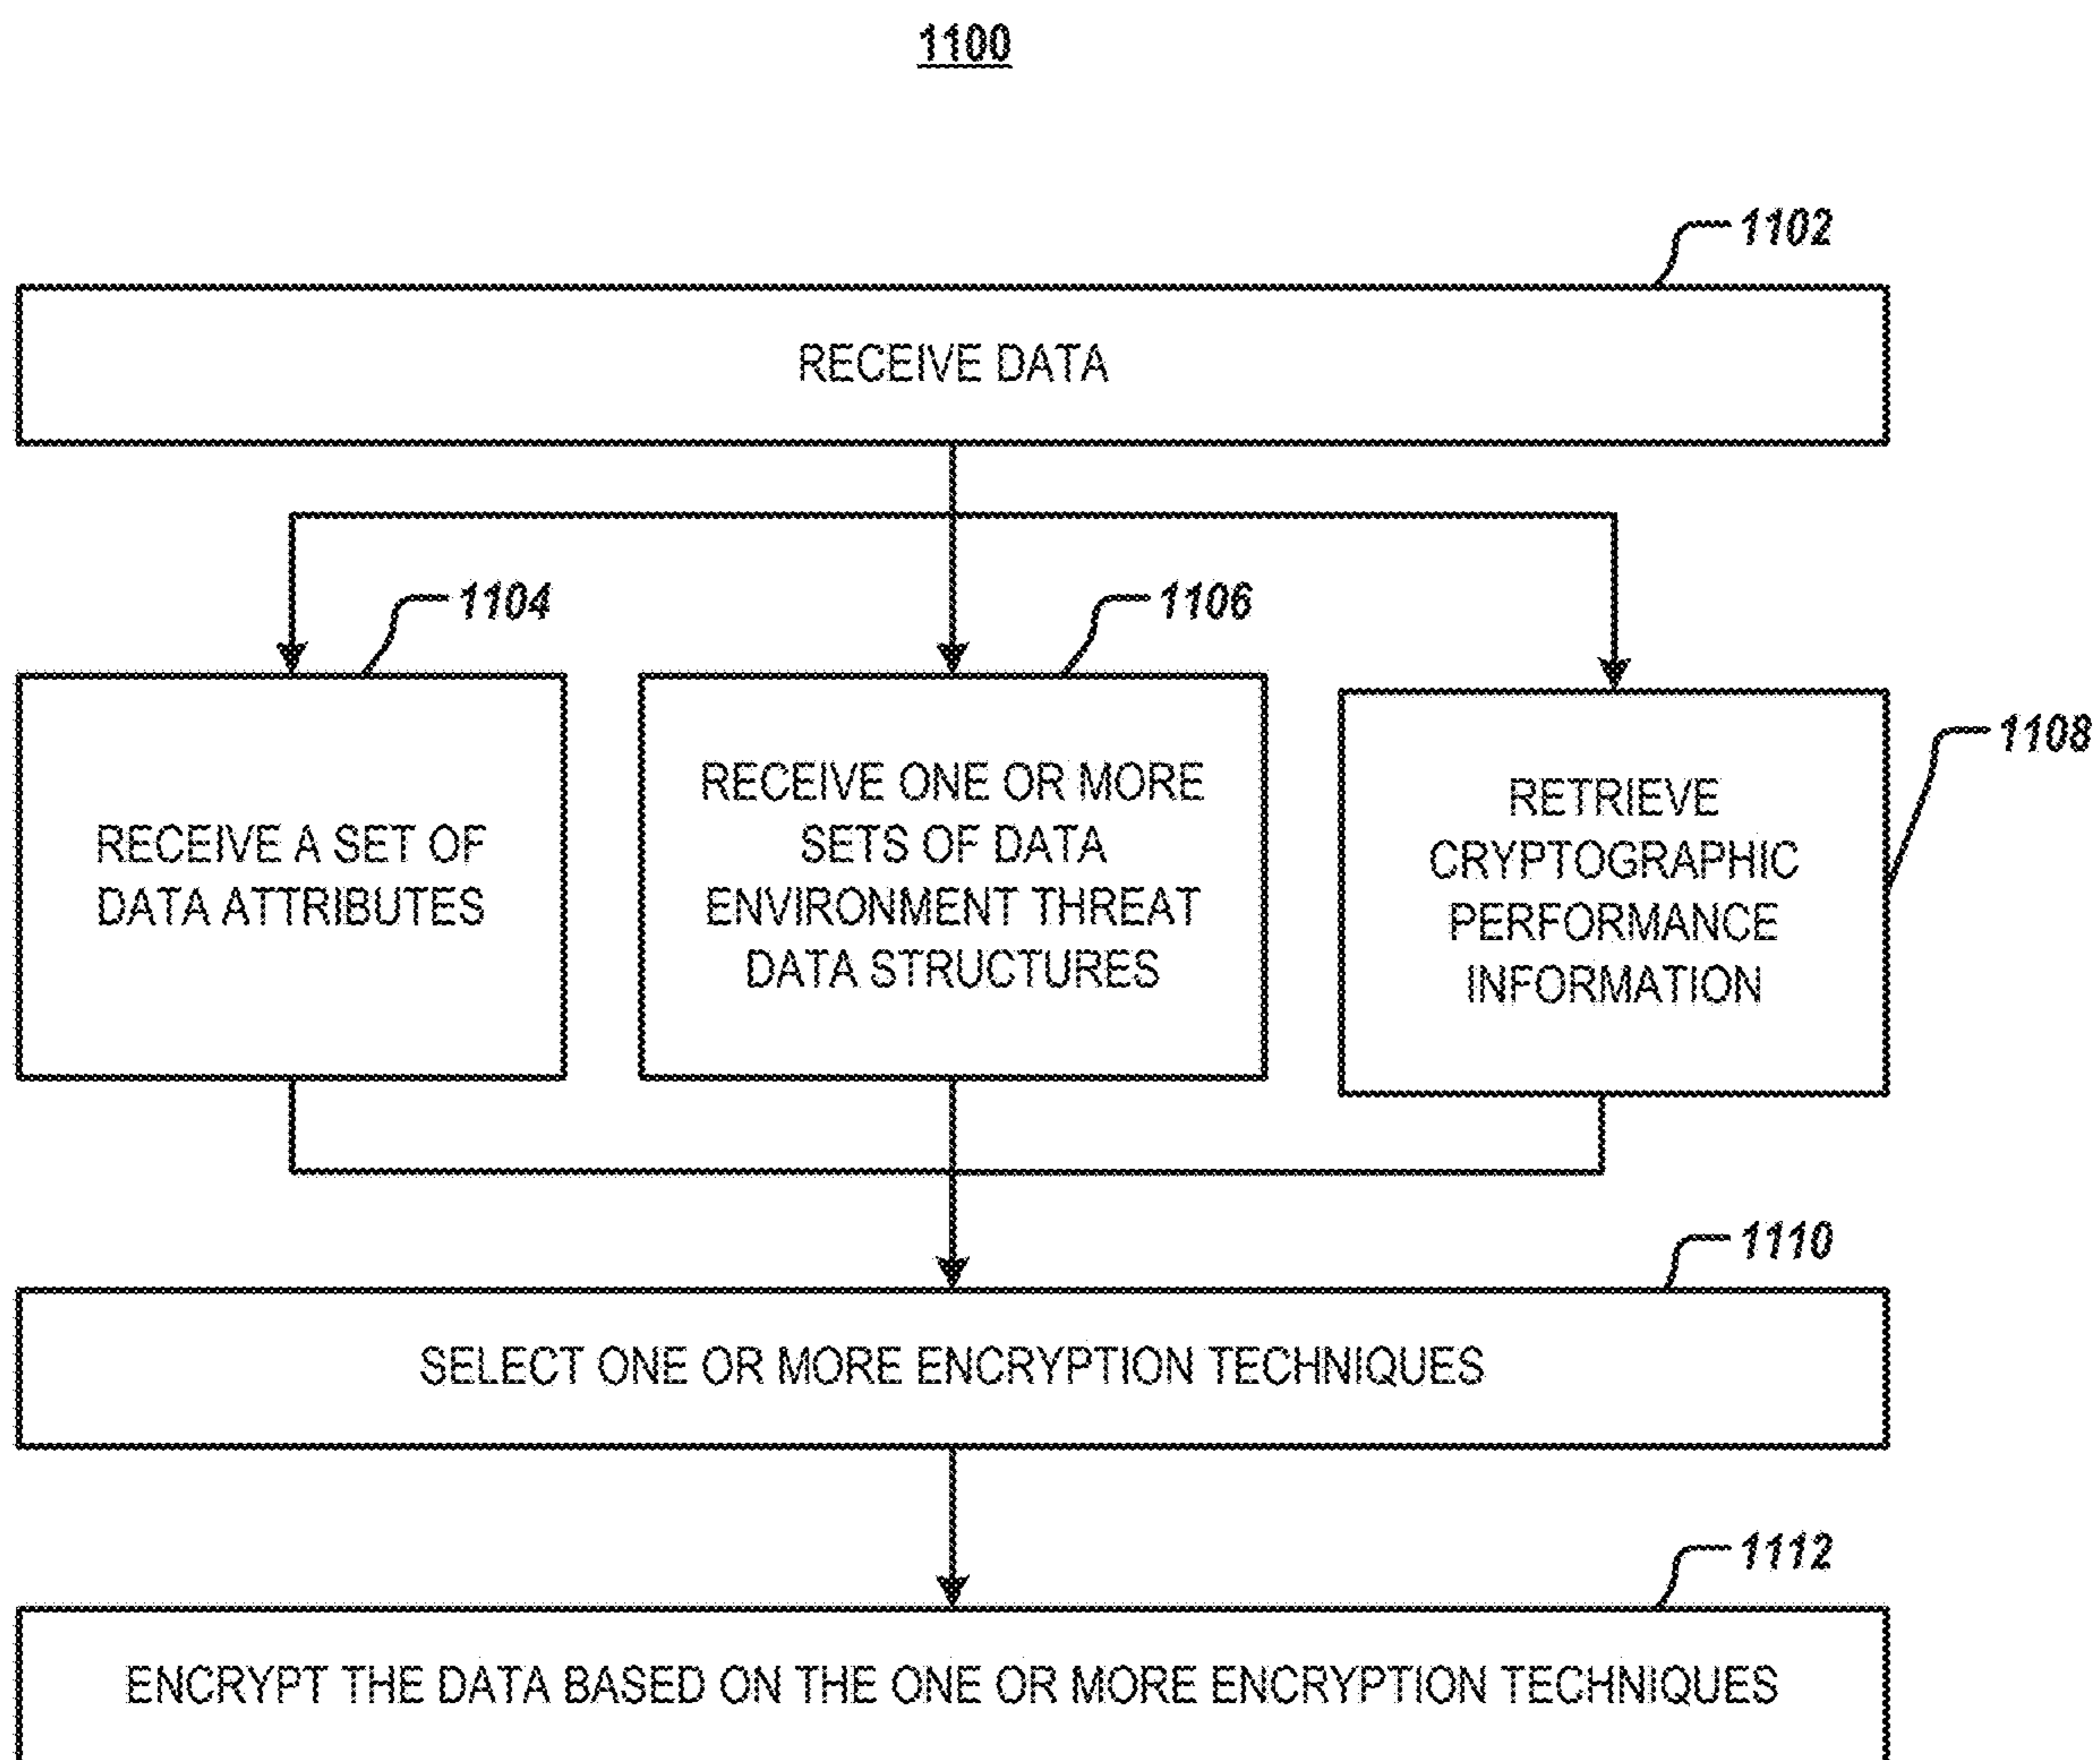 1100
1102
RECEIVE DATA
1104
1106
1108
RECEIVE A SET OF
DATA ATTRIBUTES
RECEIVE ONE OR MORE
SETS OF DATA
ENVIRONMENT THREAT
DATA STRUCTURES
RETRIEVE
CRYPTOGRAPHIC
PERFORMANCE
INFORMATION
1110
SELECT ONE OR MORE ENCRYPTION TECHNIQUES
1112
ENCRYPT THE DATA BASED ON THE ONE OR MORE ENCRYPTION TECHNIQUES